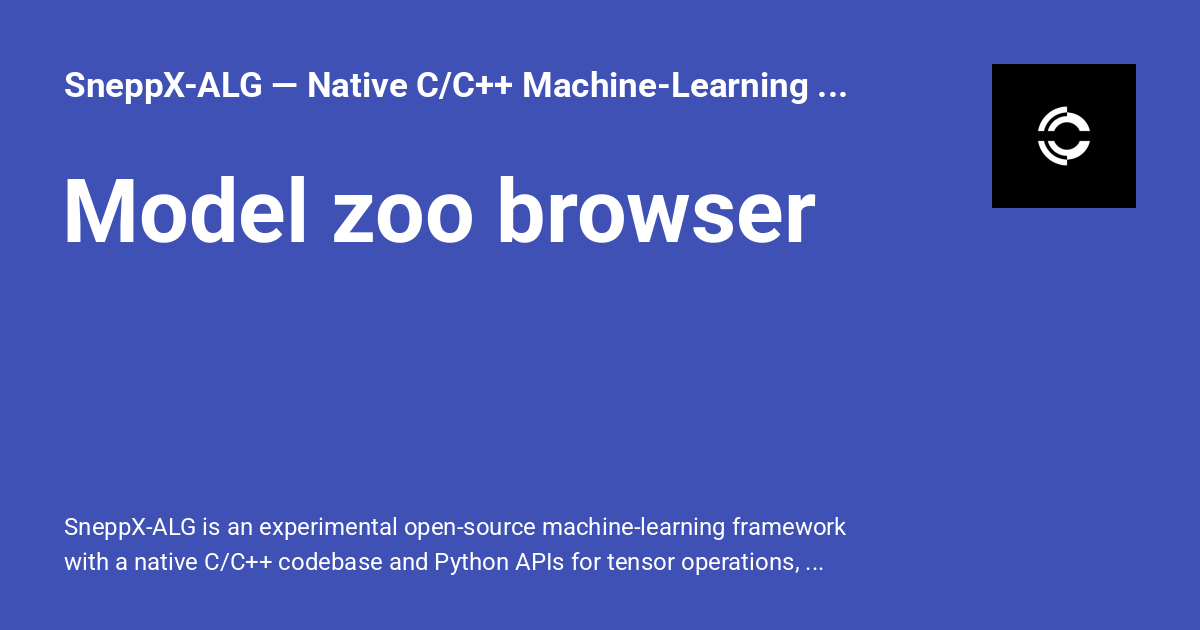 SneppX-ALG — Native C/C++ Machine-Learning ...
Model zoo browser
SneppX-ALG is an experimental open-source machine-learning framework
with a native C/C++ codebase and Python APIs for tensor operations, ...